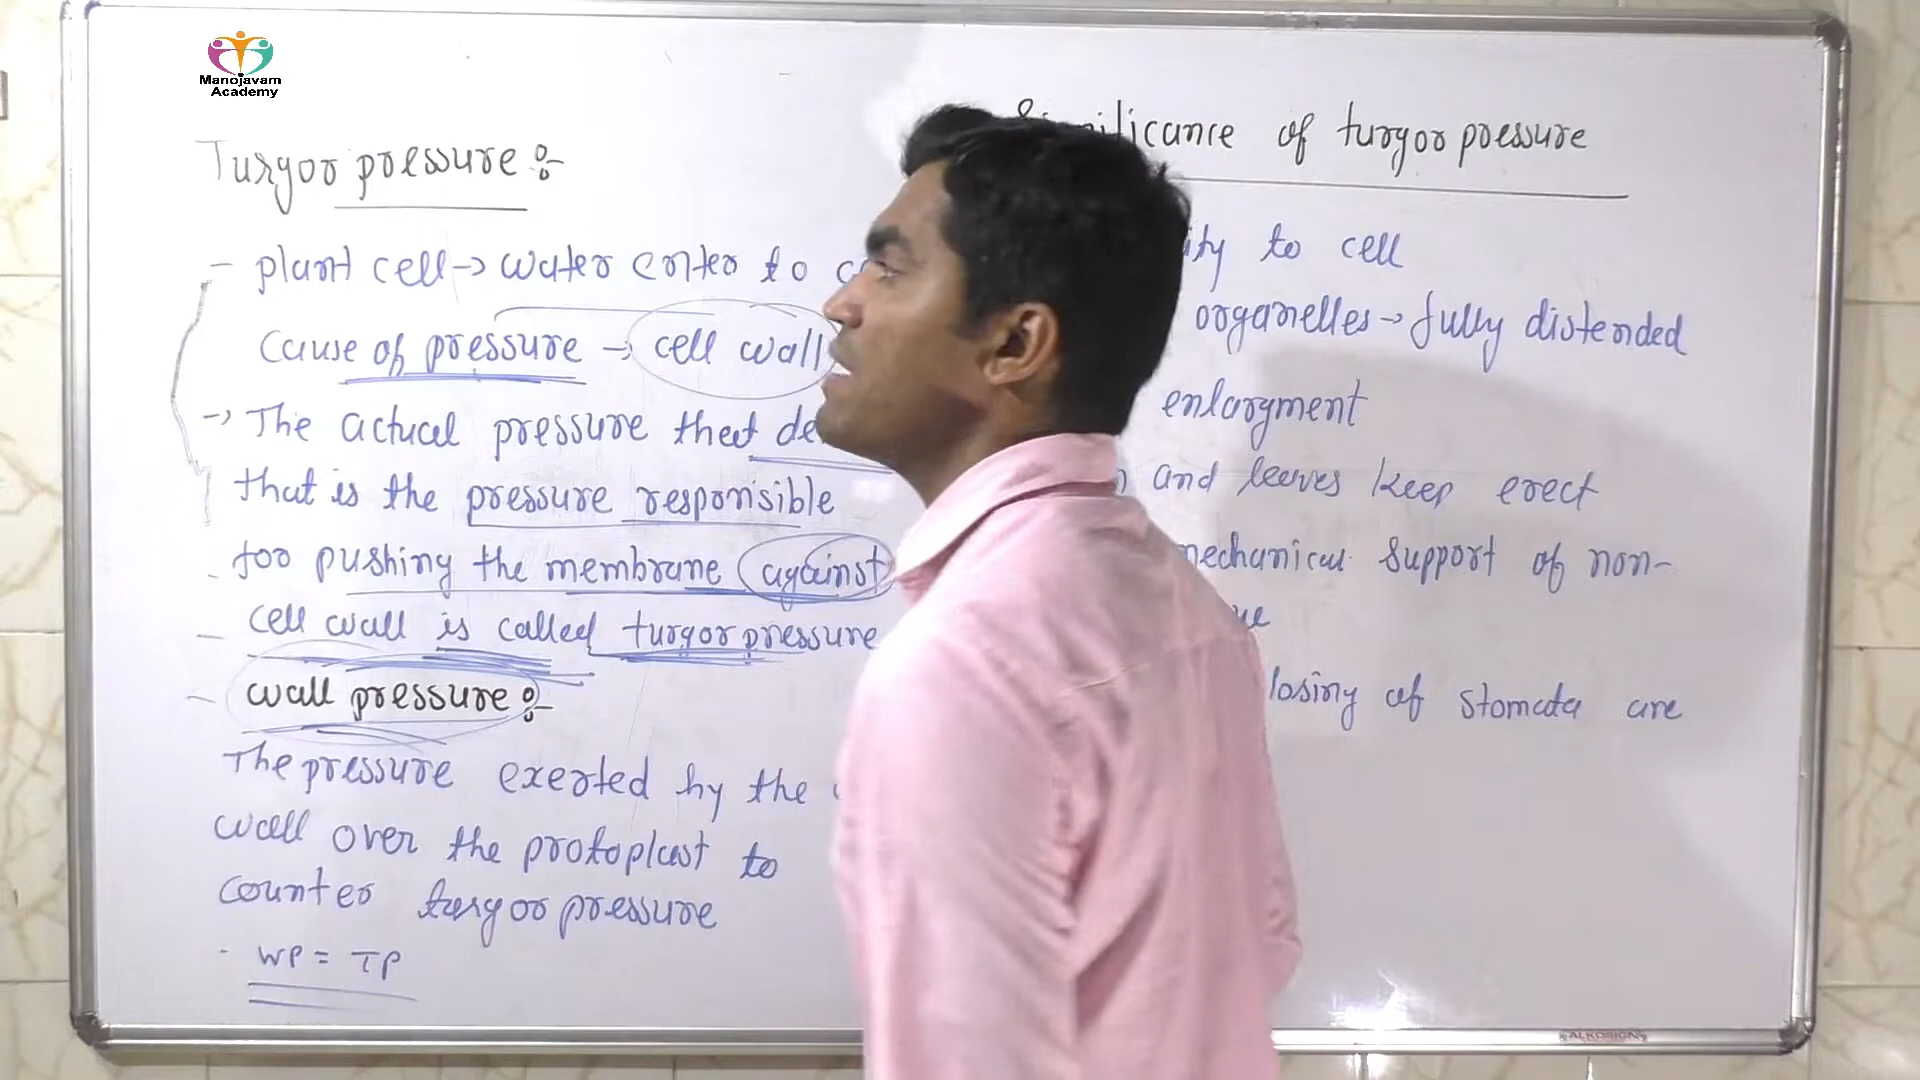 Manojavam
Academy
Turgor pressure :-
- plant cell → water enter to
cause of pressure → cell wall
→ The actual pressure that
that is the pressure responsible
for pushing the membrane against
cell wall is called turgor pressure
wall pressure :-
The pressure exerted by the
wall over the protoplast to
counter turgor pressure
WP = TP
Significance of turgor pressure
to cell
organelles → fully distended
enlargment
and leaves keep erect
mechanical support of non-
of stomata are
ALKOSIGN